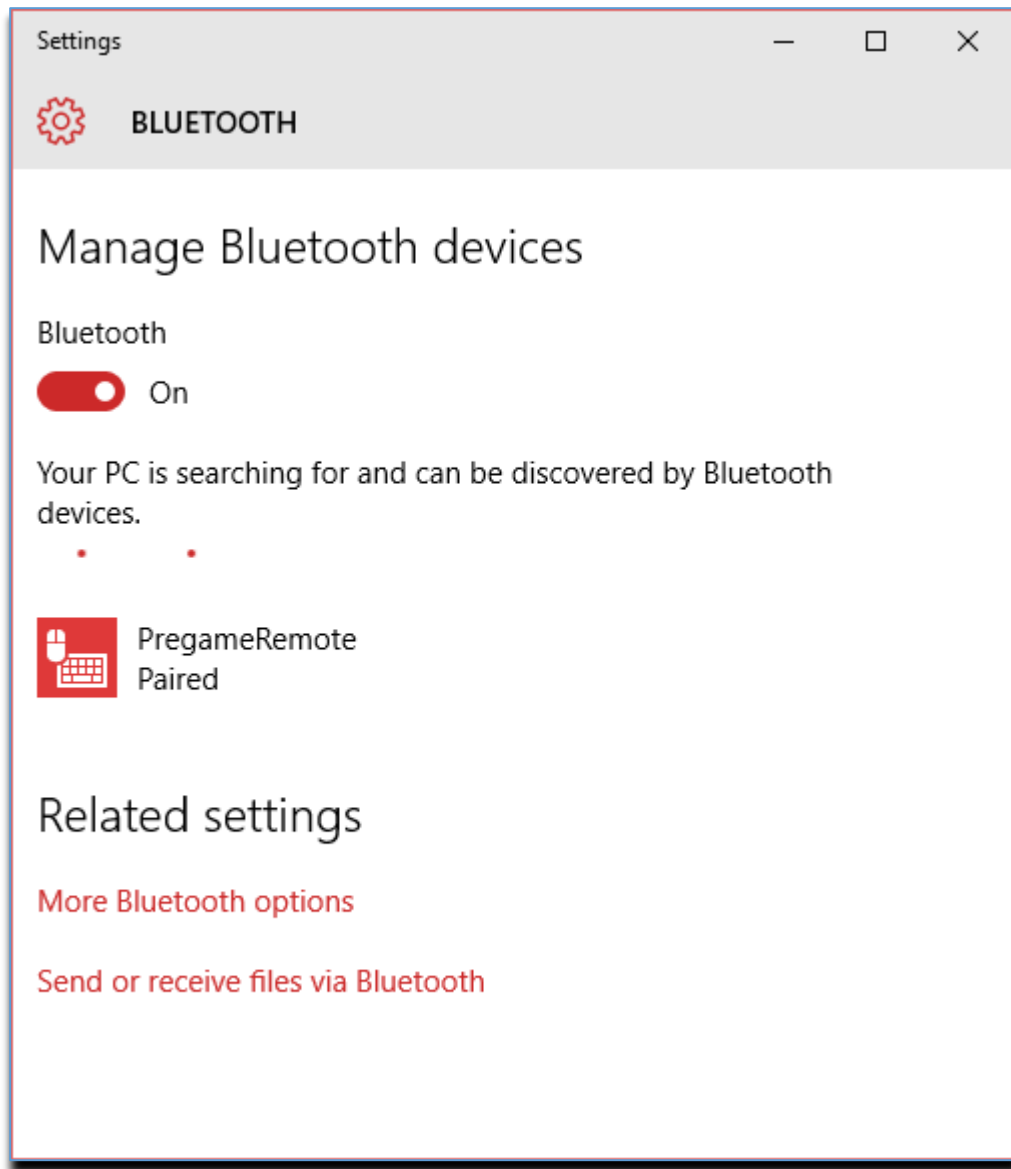 Settings
BLUETOOTH
Manage Bluetooth devices
Bluetooth
On
Your PC is searching for and can be discovered by Bluetooth
devices.
PregameRemote
Paired
Related settings
More Bluetooth options
Send or receive files via Bluetooth